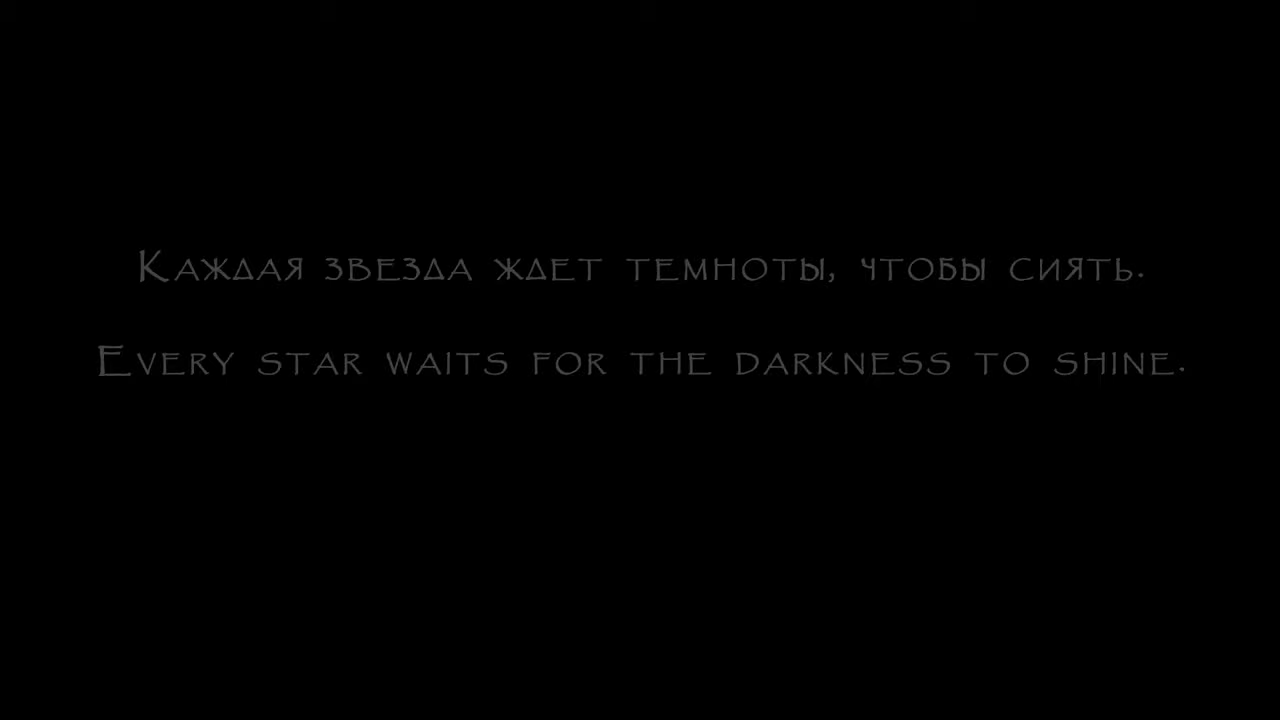 Каждая звезда ждет темноты, чтобы сиять.
Every star waits for the darkness to shine.